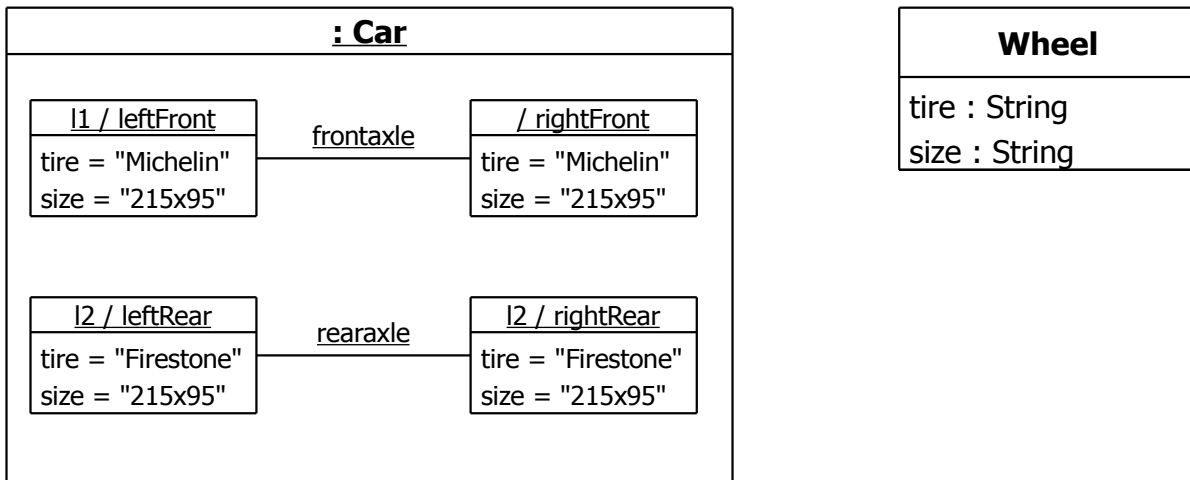 : Car
l1 / leftFront
tire = "Michelin"
size = "215x95"
frontaxle
/ rightFront
tire = "Michelin"
size = "215x95"
l2 / leftRear
tire = "Firestone"
size = "215x95"
rearaxle
l2 / rightRear
tire = "Firestone"
size = "215x95"
Wheel
tire : String
size : String